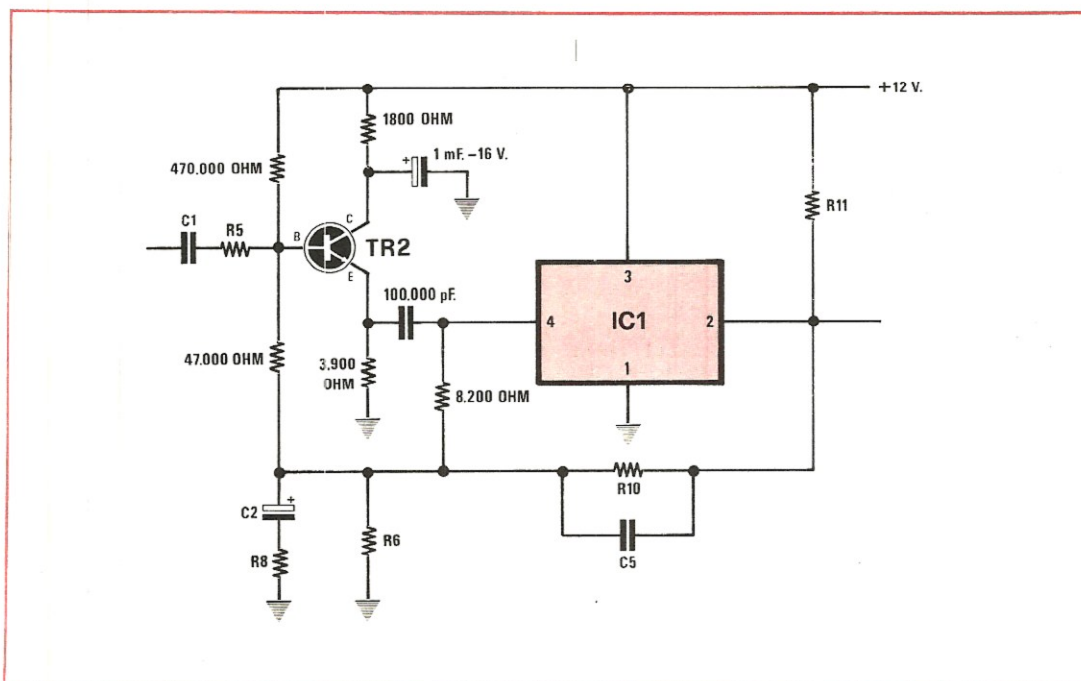 +12 V.
1800 OHM
1 mF. -16 V.
470.000 OHM
C1
R5
B
C
TR2
E
R11
100.000 pF.
3
4
IC1
2
1
47.000 OHM
3.900
OHM
8.200 OHM
R10
C2
+
+
R8
R6
C5